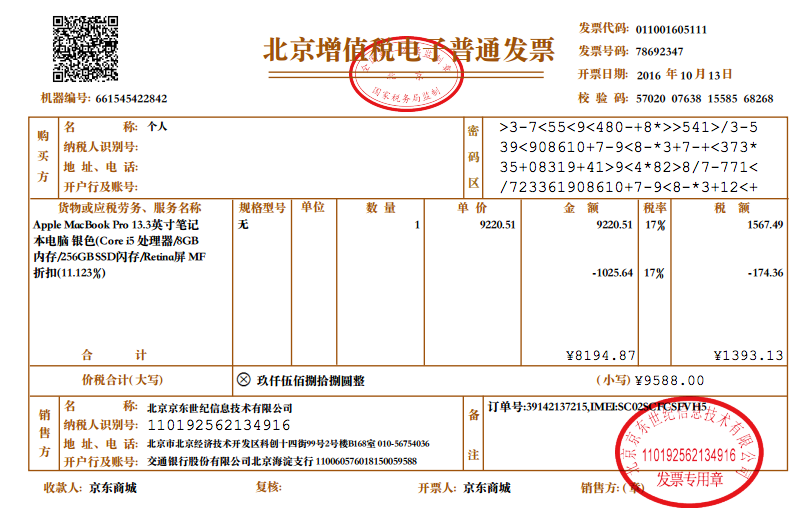 北京增值税电子普通发票
发票代码: 011001605111
发票号码: 78692347
开票日期: 2016 年 10 月 13 日
机器编号: 661545422842
校 验 码: 57020 07638 15585 68268
北 京
国家税务局监制
购买方
名 称: 个人
纳税人识别号:
地 址、电 话:
开户行及账号:
密码区
>3-7<55<9<480-+8*>>541>/3-5
39<908610+7-9<8-*3+7-+<373*
35+08319+41>9<4*82>8/7-771<
/723361908610+7-9<8-*3+12<+
货物或应税劳务、服务名称 规格型号 单位 数 量 单 价 金 额 税率 税 额
Apple MacBook Pro 13.3英寸笔记 无 1 9220.51 9220.51 17% 1567.49
本电脑 银色(Core i5 处理器/8GB
内存/256GB SSD闪存/Retina屏 MF
折扣(11.123%) -1025.64 17% -174.36
合 计 ¥8194.87 ¥1393.13
价税合计(大写) ⊗ 玖仟伍佰捌拾捌圆整 (小写) ¥9588.00
销售方
名 称: 北京京东世纪信息技术有限公司
纳税人识别号: 110192562134916
地 址、电 话: 北京市北京经济技术开发区科创十四街99号2号楼B168室 010-56754036
开户行及账号: 交通银行股份有限公司北京海淀支行 110060576018150059588
备注
订单号:39142137215,IMEI:SC02SCFCSFVH5
北京京东世纪信息技术有限公司
110192562134916
发票专用章
收款人: 京东商城 复核: 开票人: 京东商城 销售方: (章)